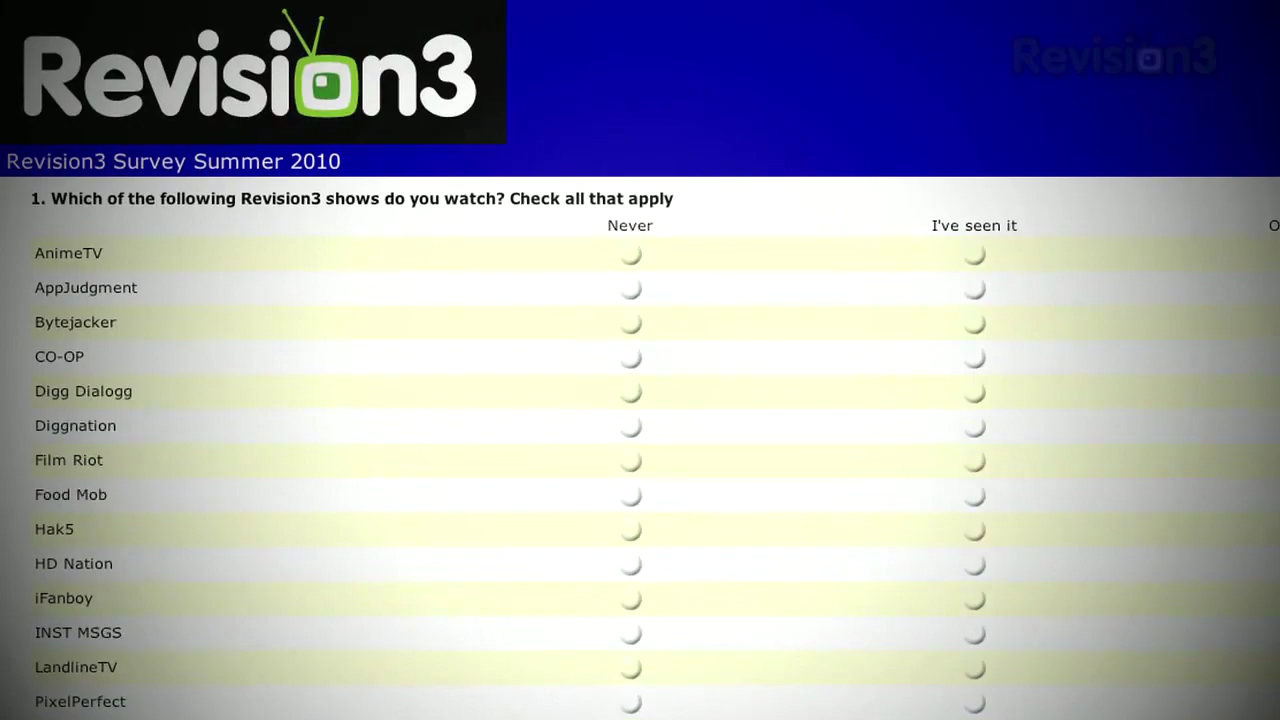 Revision3
Revision3
Revision3 Survey Summer 2010
1. Which of the following Revision3 shows do you watch? Check all that apply
Never I've seen it O
AnimeTV
AppJudgment
Bytejacker
CO-OP
Digg Dialogg
Diggnation
Film Riot
Food Mob
Hak5
HD Nation
iFanboy
INST MSGS
LandlineTV
PixelPerfect